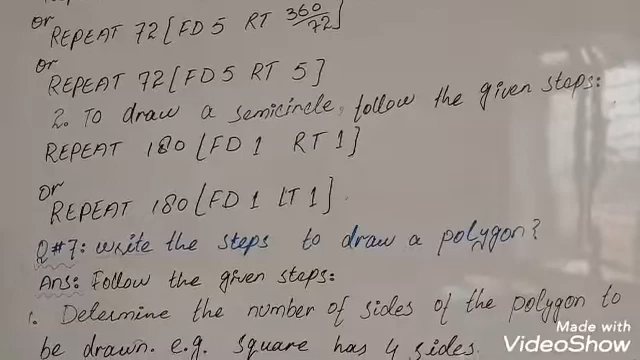 or
REPEAT 72 [FD 5 RT 360/72]
or
REPEAT 72 [FD 5 RT 5]
2. To draw a semicircle, follow the given steps:
REPEAT 180 [FD 1 RT 1]
or
REPEAT 180 [FD 1 LT 1]
Q#7: Write the steps to draw a polygon?
Ans: Follow the given steps:
1. Determine the number of sides of the polygon to
be drawn. e.g. square has 4 sides.
Made with
VideoShow